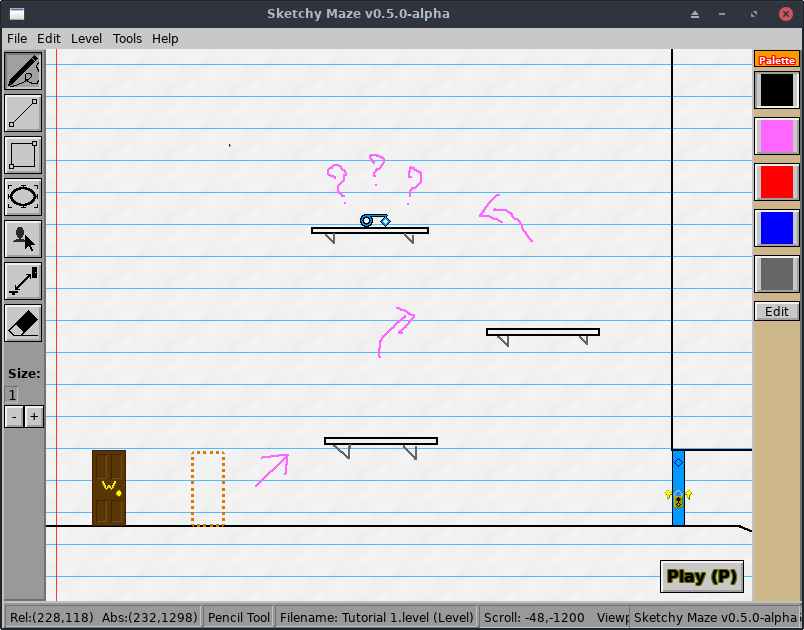 Sketchy Maze v0.5.0-alpha
File Edit Level Tools Help
Palette
? ? ?
Edit
Size:
1
- +
W
Play (P)
Rel:(228,118) Abs:(232,1298) Pencil Tool Filename: Tutorial 1.level (Level) Scroll: -48,-1200 Viewp Sketchy Maze v0.5.0-alpha